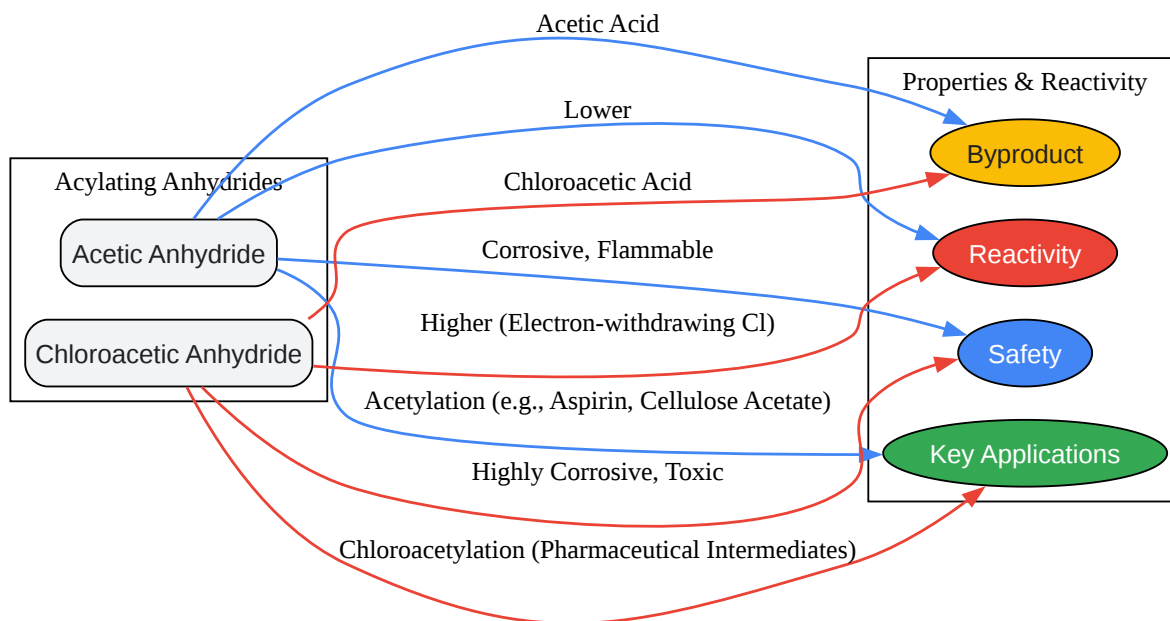 Acetic Acid
Properties & Reactivity
Lower
Byproduct
Acylating Anhydrides
Chloroacetic Acid
Acetic Anhydride
Corrosive, Flammable
Reactivity
Higher (Electron-withdrawing Cl)
Chloroacetic Anhydride
Safety
Acetylation (e.g., Aspirin, Cellulose Acetate)
Key Applications
Highly Corrosive, Toxic
Chloroacetylation (Pharmaceutical Intermediates)